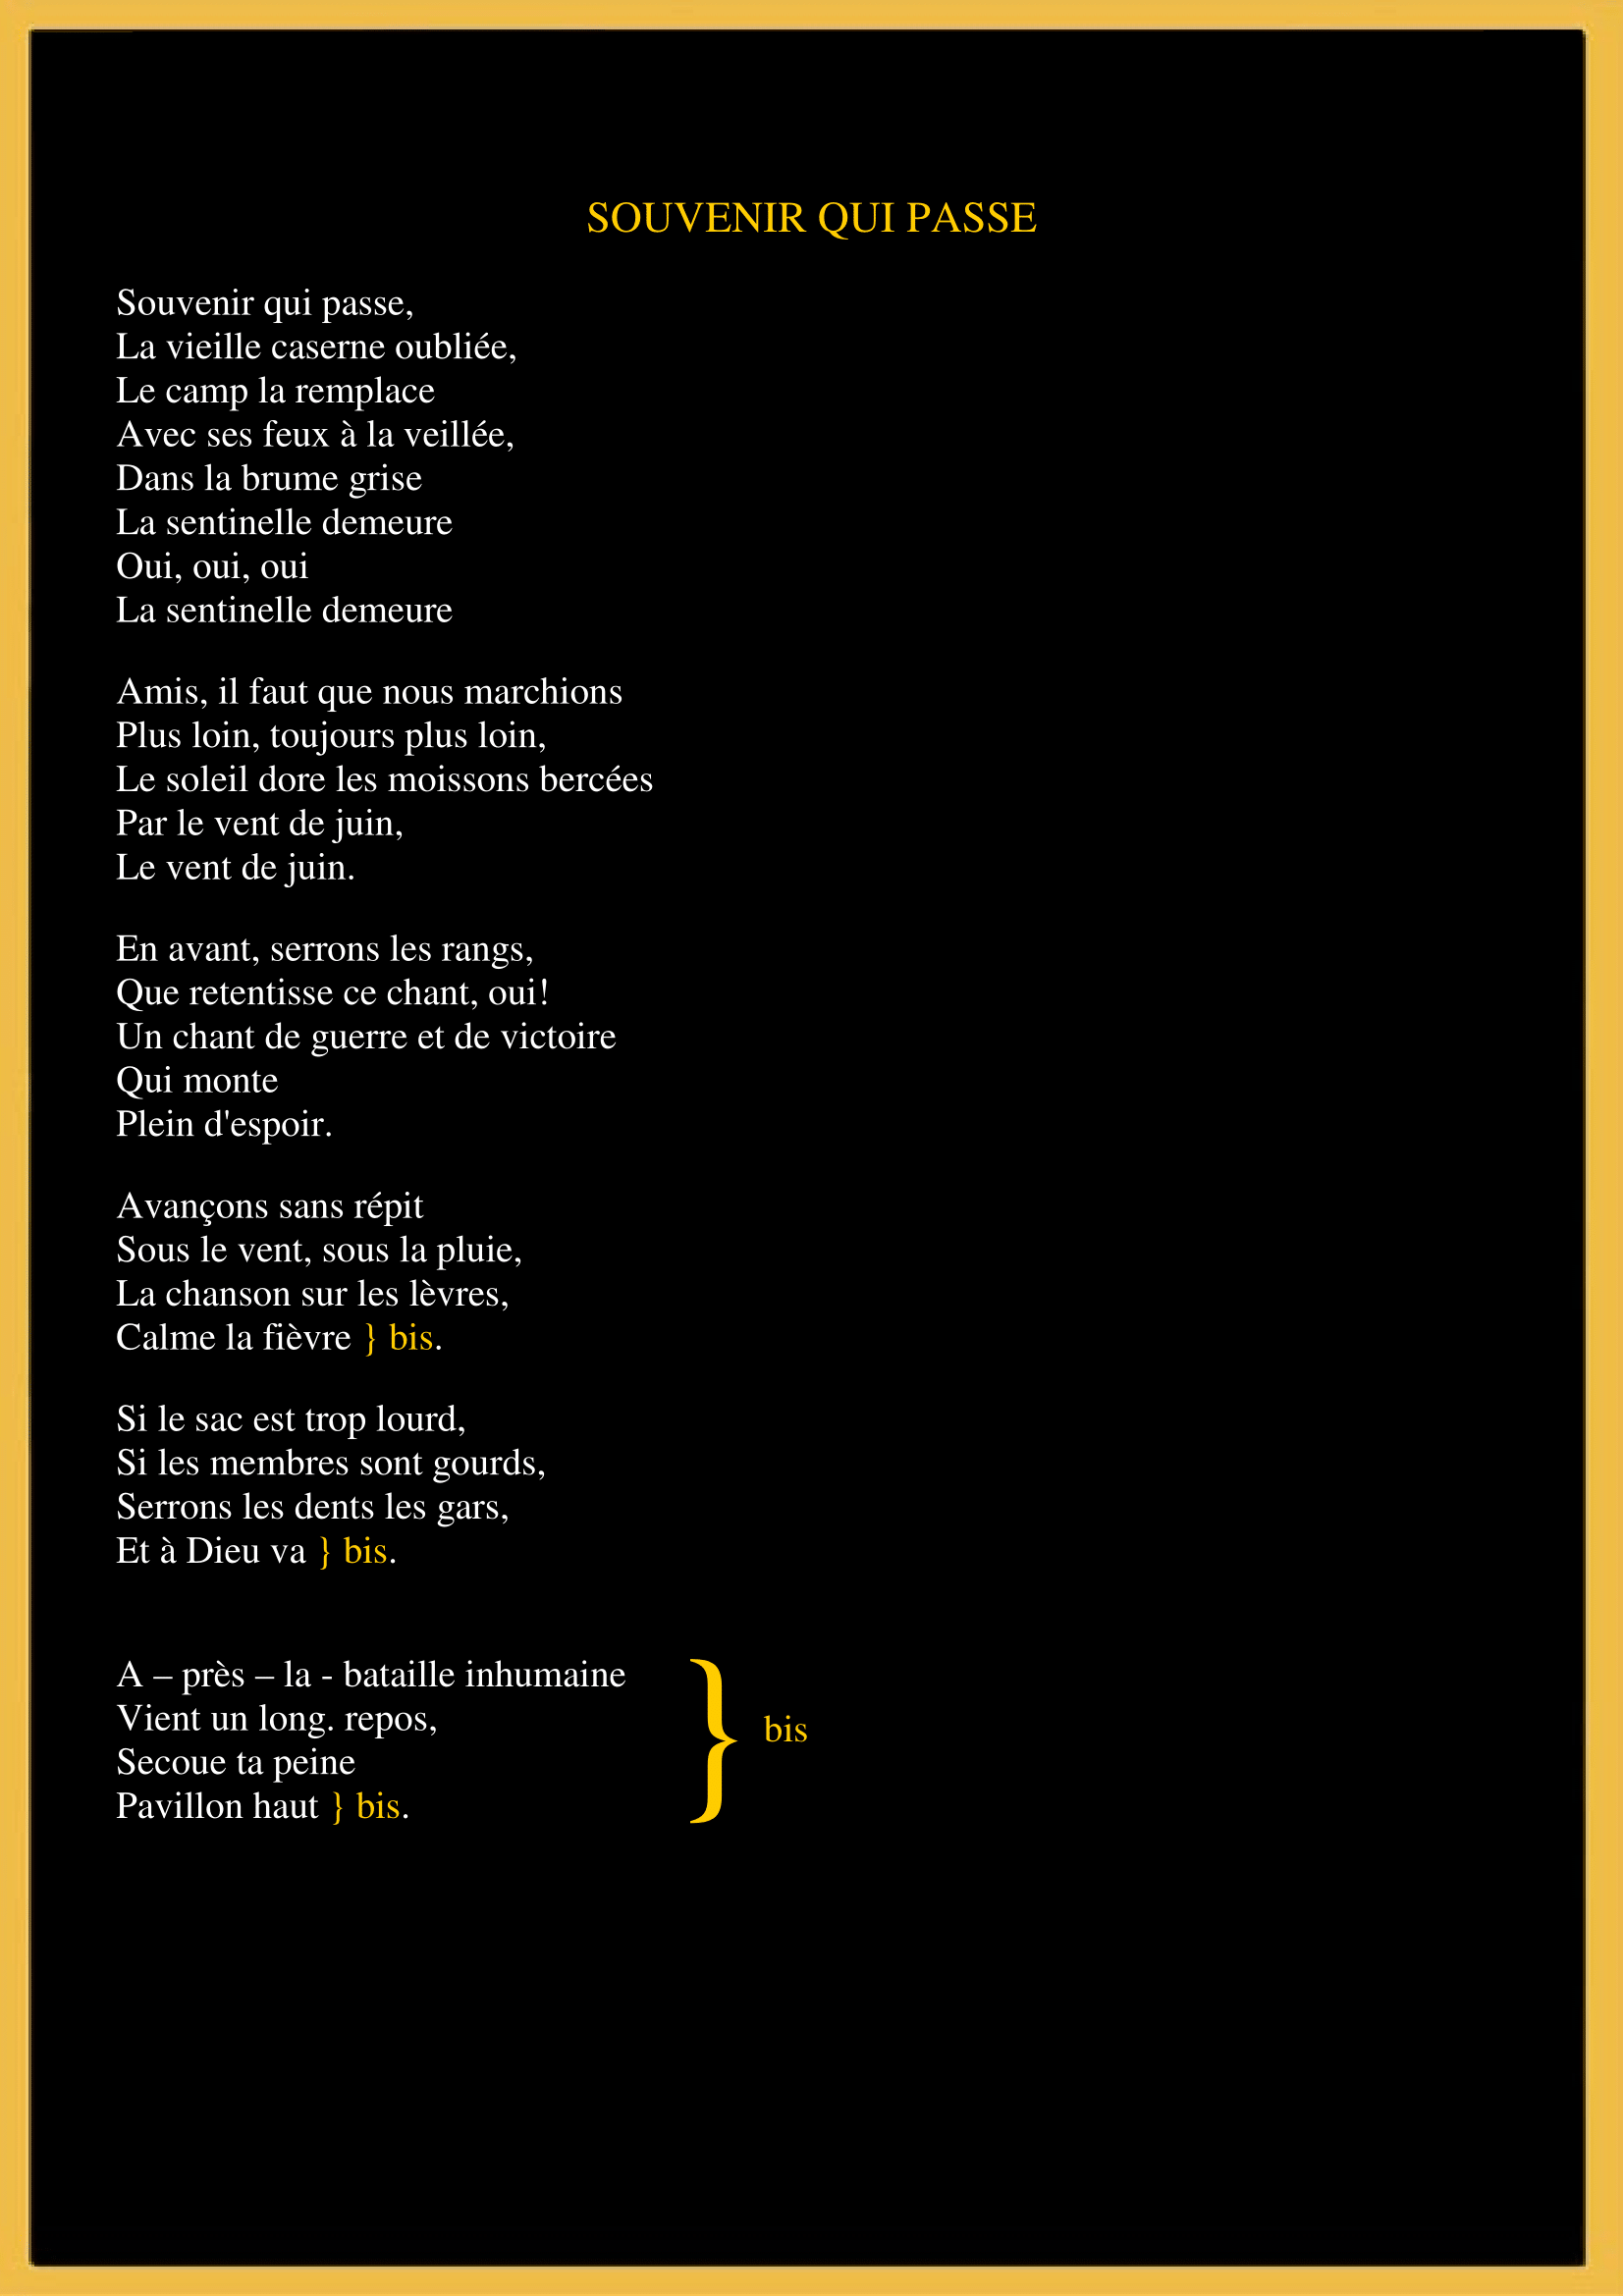 SOUVENIR QUI PASSE
Souvenir qui passe,
La vieille caserne oubliée,
Le camp la remplace
Avec ses feux à la veillée,
Dans la brume grise
La sentinelle demeure
Oui, oui, oui
La sentinelle demeure
Amis, il faut que nous marchions
Plus loin, toujours plus loin,
Le soleil dore les moissons bercées
Par le vent de juin,
Le vent de juin.
En avant, serrons les rangs,
Que retentisse ce chant, oui!
Un chant de guerre et de victoire
Qui monte
Plein d'espoir.
Avançons sans répit
Sous le vent, sous la pluie,
La chanson sur les lèvres,
Calme la fièvre } bis.
Si le sac est trop lourd,
Si les membres sont gourds,
Serrons les dents les gars,
Et à Dieu va } bis.
A – près – la - bataille inhumaine
Vient un long. repos,
Secoue ta peine
Pavillon haut } bis.
} bis